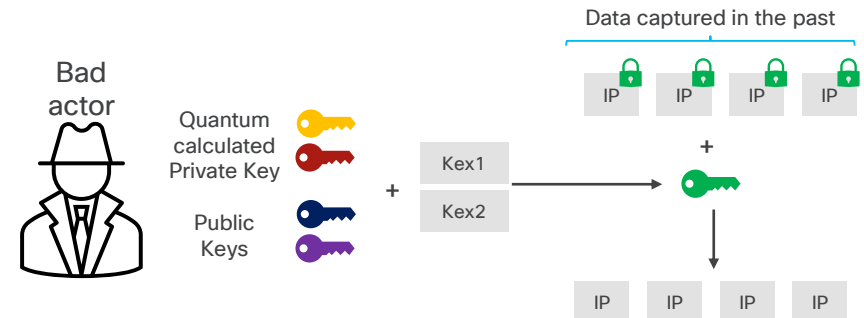 Data captured in the past
Bad
actor
IP
IP
IP
IP
Quantum
calculated
Private Key
+
Kex1
+
Kex2
Public
Keys
IP
IP
IP
IP